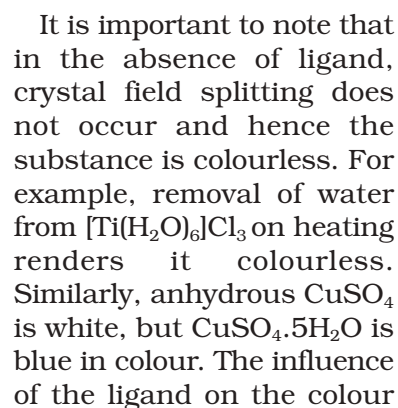 It is important to note that
in the absence of ligand,
crystal field splitting does
not occur and hence the
substance is colourless. For
example, removal of water
from [Ti(H₂O)₆]Cl₃ on heating
renders it colourless.
Similarly, anhydrous CuSO₄
is white, but CuSO₄.5H₂O is
blue in colour. The influence
of the ligand on the colour